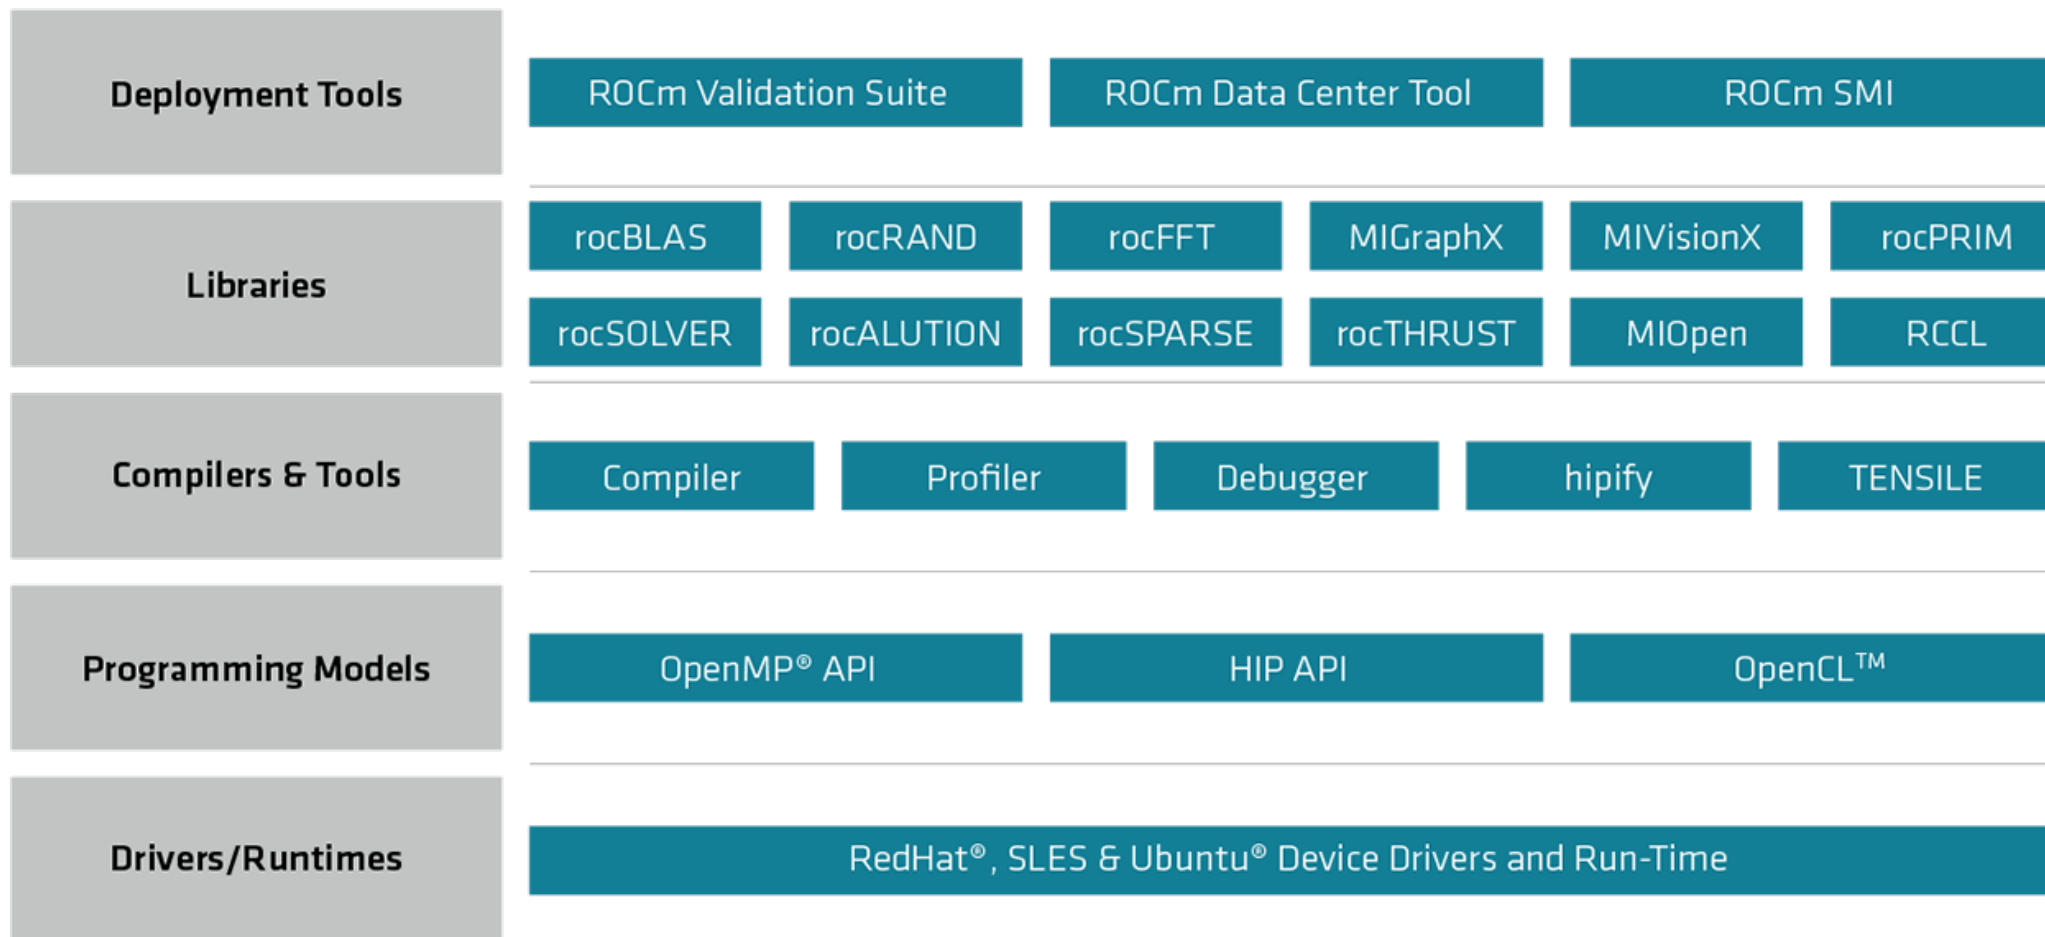 Deployment Tools
ROCm Validation Suite
ROCm Data Center Tool
ROCm SMI
Libraries
rocBLAS
rocRAND
rocFFT
MIGraphX
MIVisionX
rocPRIM
rocSOLVER
rocALUTION
rocSPARSE
rocTHRUST
MIOpen
RCCL
Compilers & Tools
Compiler
Profiler
Debugger
hipify
TENSILE
Programming Models
OpenMP® API
HIP API
OpenCL™
Drivers/Runtimes
RedHat®, SLES & Ubuntu® Device Drivers and Run-Time